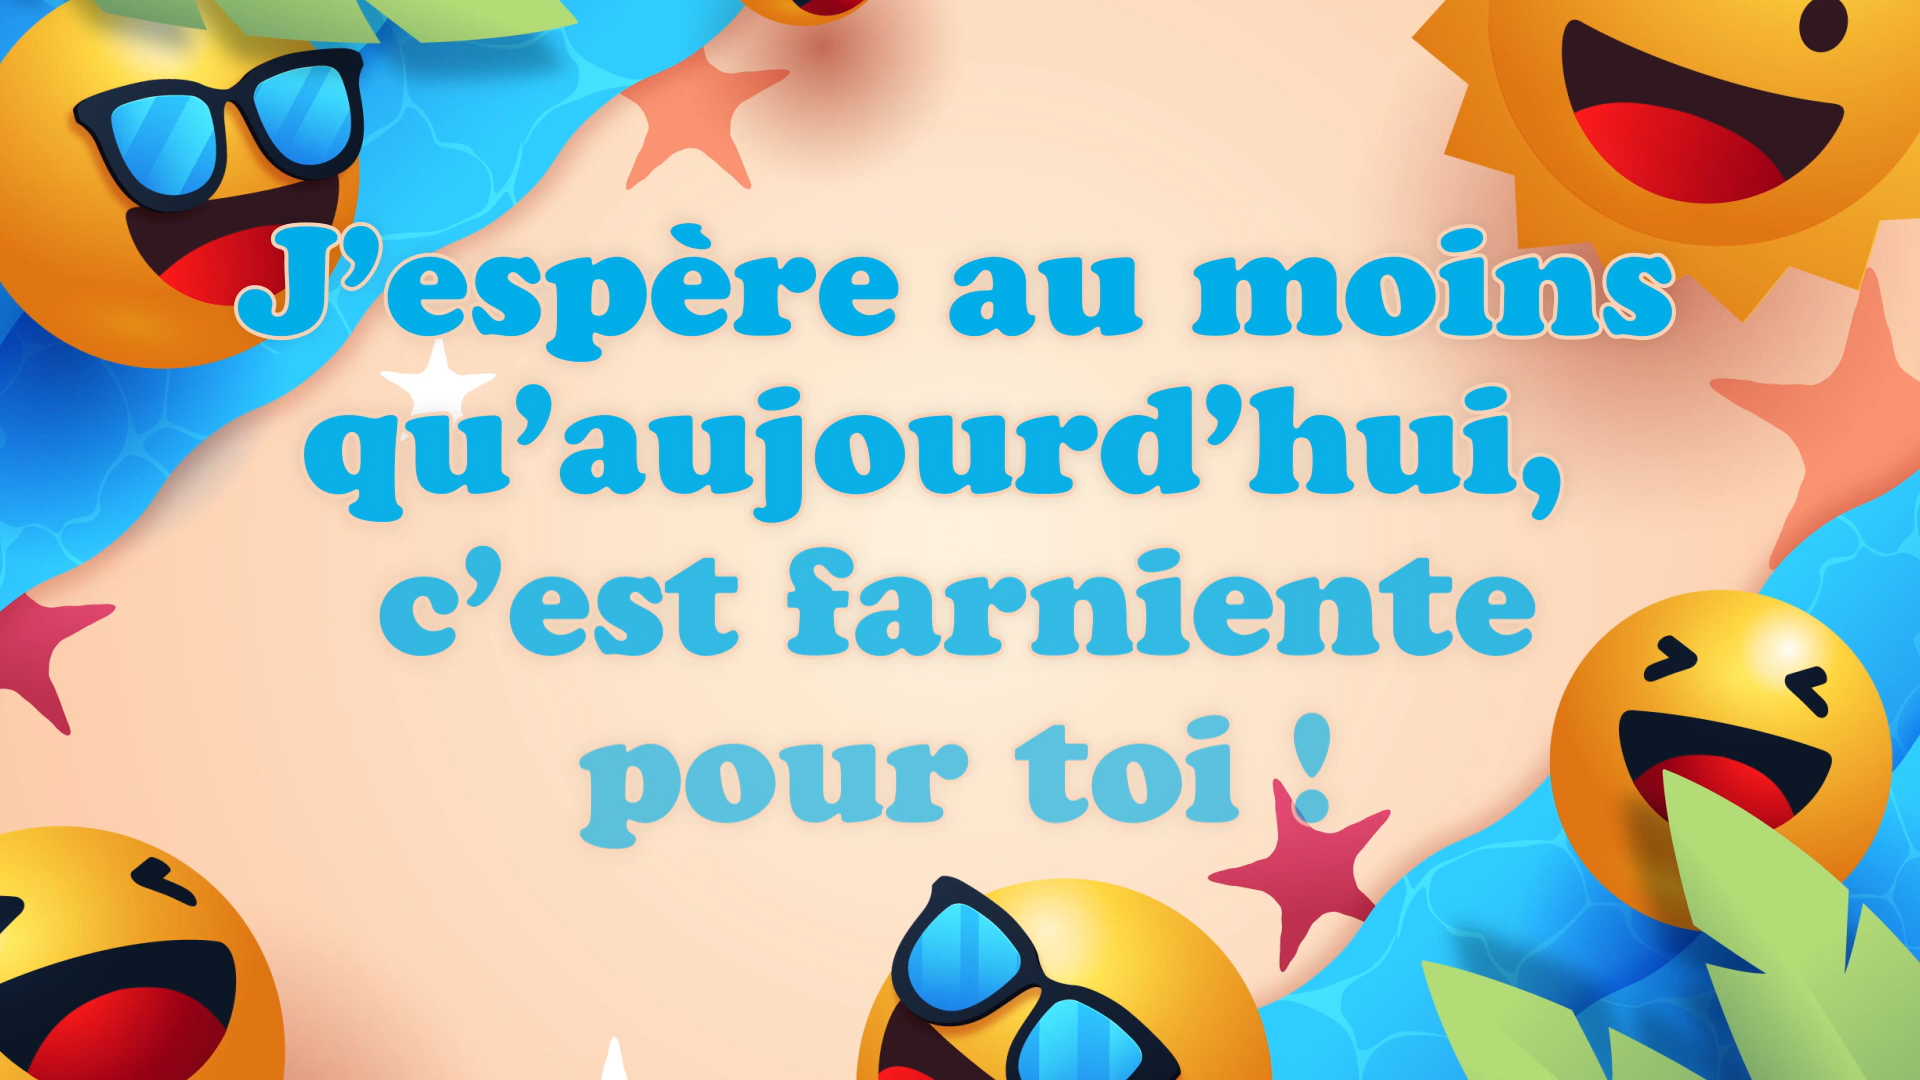 J’espère au moins
qu’aujourd’hui,
c’est farniente
pour toi !